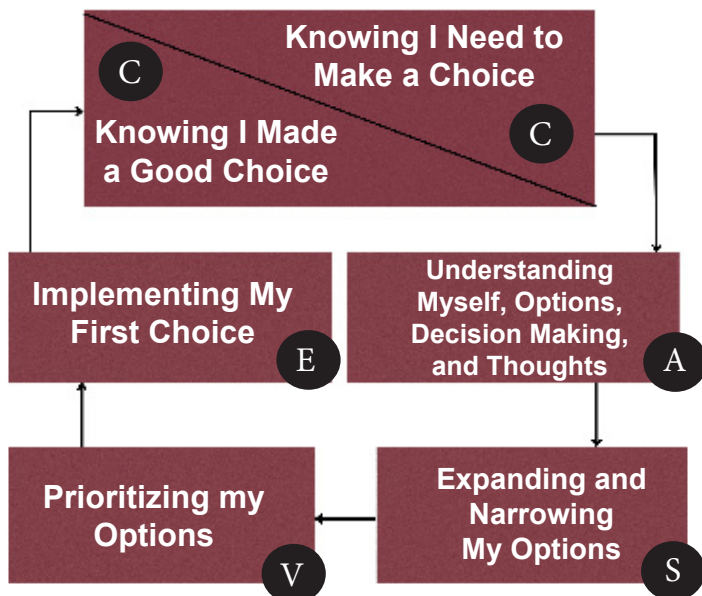 Knowing I Need to
Make a Choice
C
C
Knowing I Made
a Good Choice
Understanding
Myself, Options,
Decision Making,
and Thoughts
A
Expanding and
Narrowing
My Options
S
Prioritizing my
Options
V
Implementing My
First Choice
E